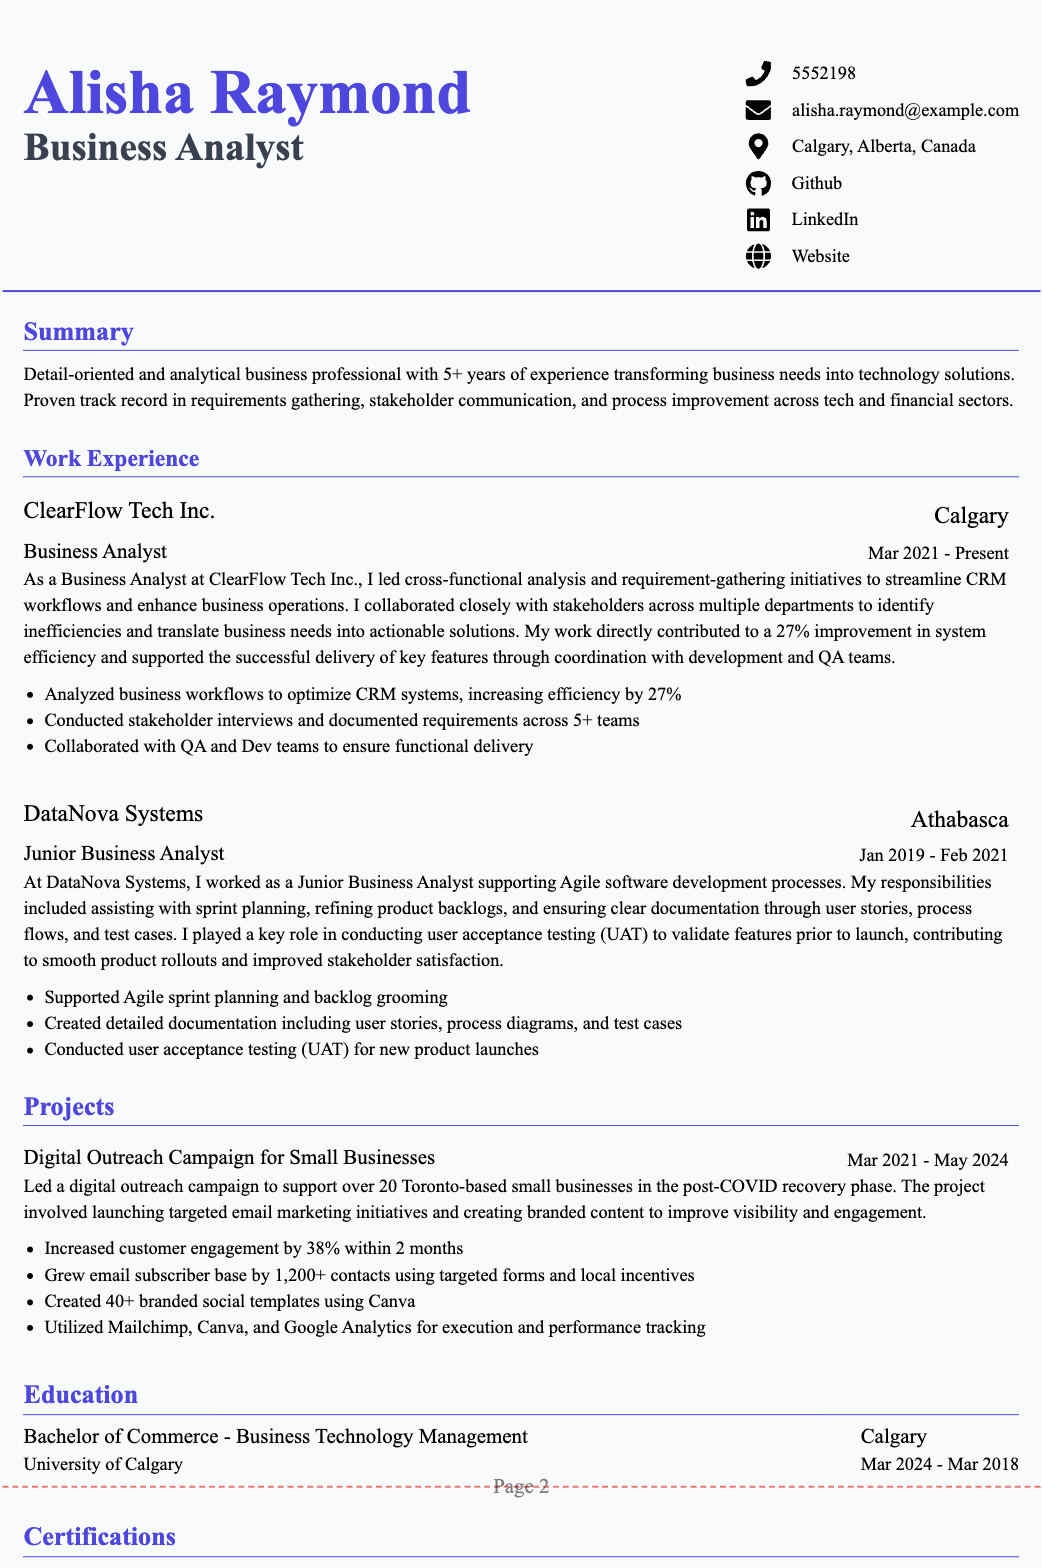 Alisha Raymond
Business Analyst
5552198
alisha.raymond@example.com
Calgary, Alberta, Canada
Github
LinkedIn
Website
Summary
Detail-oriented and analytical business professional with 5+ years of experience transforming business needs into technology solutions.
Proven track record in requirements gathering, stakeholder communication, and process improvement across tech and financial sectors.
Work Experience
ClearFlow Tech Inc.
Calgary
Business Analyst
Mar 2021 - Present
As a Business Analyst at ClearFlow Tech Inc., I led cross-functional analysis and requirement-gathering initiatives to streamline CRM
workflows and enhance business operations. I collaborated closely with stakeholders across multiple departments to identify
inefficiencies and translate business needs into actionable solutions. My work directly contributed to a 27% improvement in system
efficiency and supported the successful delivery of key features through coordination with development and QA teams.
• Analyzed business workflows to optimize CRM systems, increasing efficiency by 27%
• Conducted stakeholder interviews and documented requirements across 5+ teams
• Collaborated with QA and Dev teams to ensure functional delivery
DataNova Systems
Athabasca
Junior Business Analyst
Jan 2019 - Feb 2021
At DataNova Systems, I worked as a Junior Business Analyst supporting Agile software development processes. My responsibilities
included assisting with sprint planning, refining product backlogs, and ensuring clear documentation through user stories, process
flows, and test cases. I played a key role in conducting user acceptance testing (UAT) to validate features prior to launch, contributing
to smooth product rollouts and improved stakeholder satisfaction.
• Supported Agile sprint planning and backlog grooming
• Created detailed documentation including user stories, process diagrams, and test cases
• Conducted user acceptance testing (UAT) for new product launches
Projects
Digital Outreach Campaign for Small Businesses
Mar 2021 - May 2024
Led a digital outreach campaign to support over 20 Toronto-based small businesses in the post-COVID recovery phase. The project
involved launching targeted email marketing initiatives and creating branded content to improve visibility and engagement.
• Increased customer engagement by 38% within 2 months
• Grew email subscriber base by 1,200+ contacts using targeted forms and local incentives
• Created 40+ branded social templates using Canva
• Utilized Mailchimp, Canva, and Google Analytics for execution and performance tracking
Education
Bachelor of Commerce - Business Technology Management
Calgary
University of Calgary
Mar 2024 - Mar 2018
Page 2
Certifications